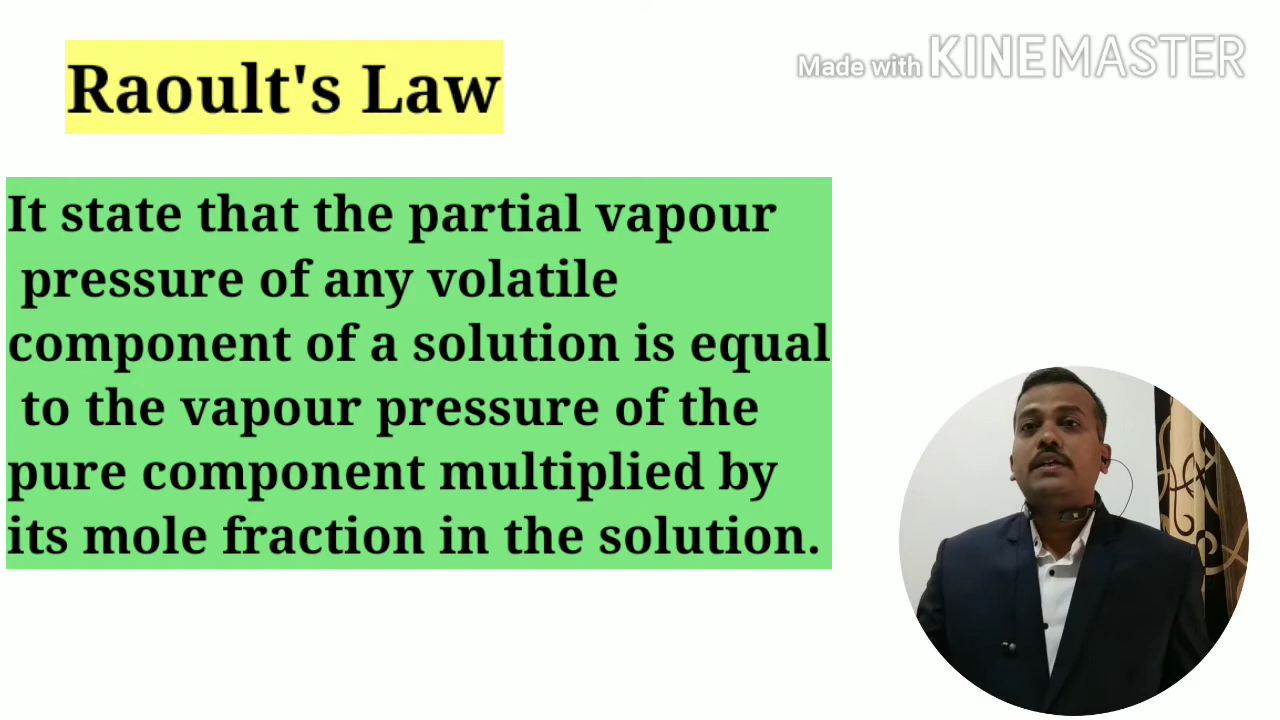 Raoult's Law
Made with KINEMASTER
It state that the partial vapour
pressure of any volatile
component of a solution is equal
to the vapour pressure of the
pure component multiplied by
its mole fraction in the solution.